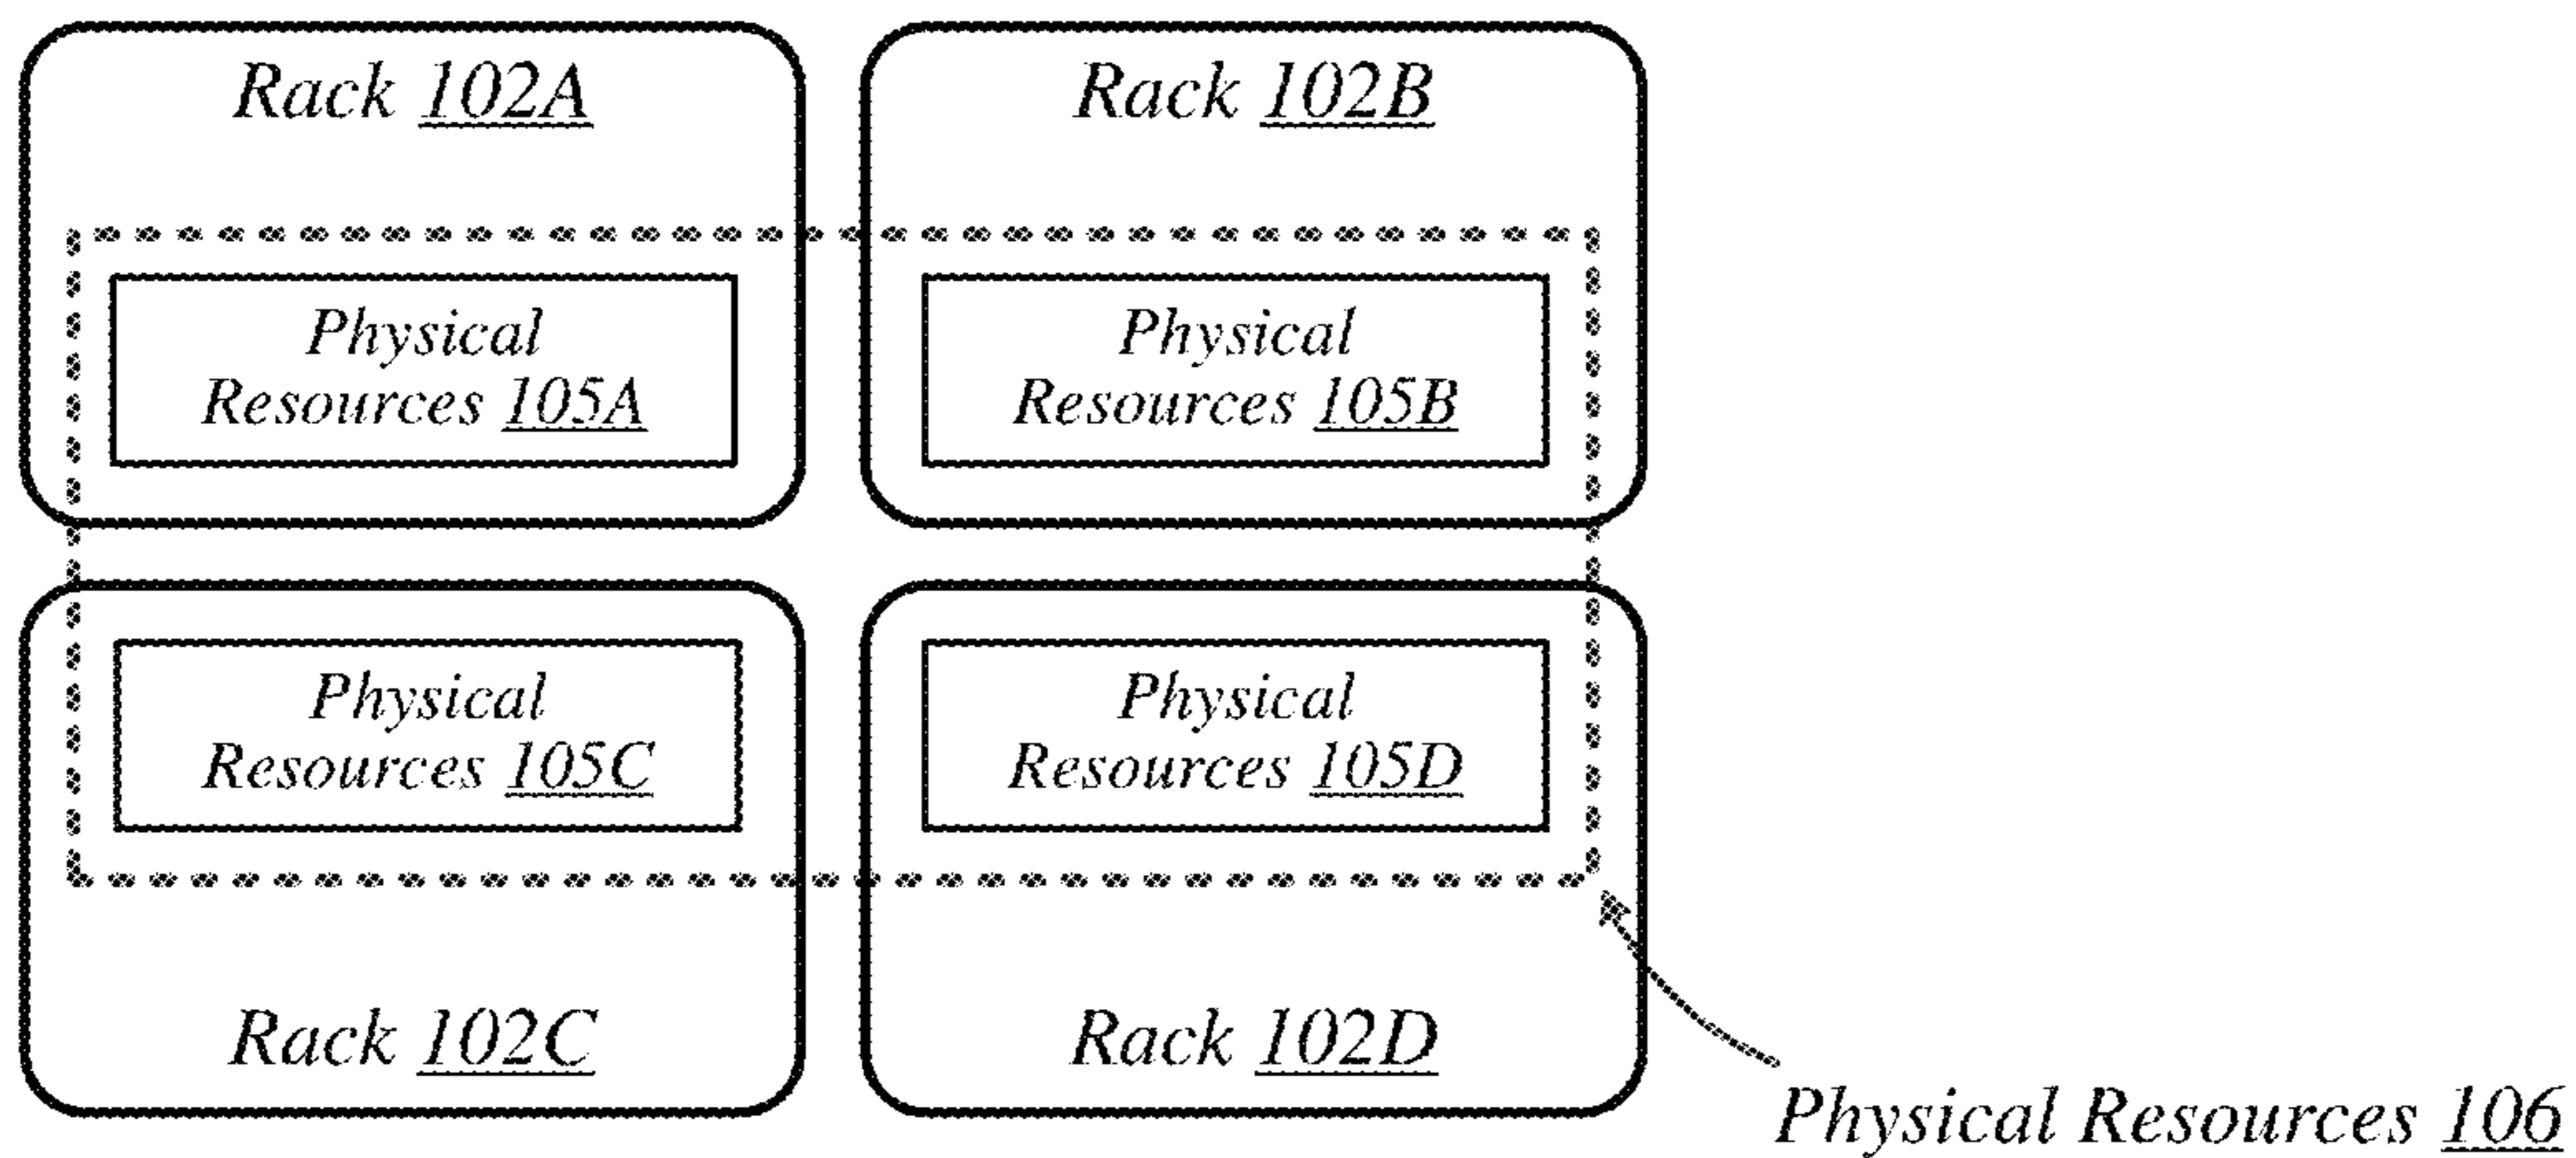 Rack 102A
Rack 102B
Physical
Resources 105A
Physical
Resources 105B
Physical
Resources 105C
Physical
Resources 105D
Rack 102C
Rack 102D
Physical Resources 106